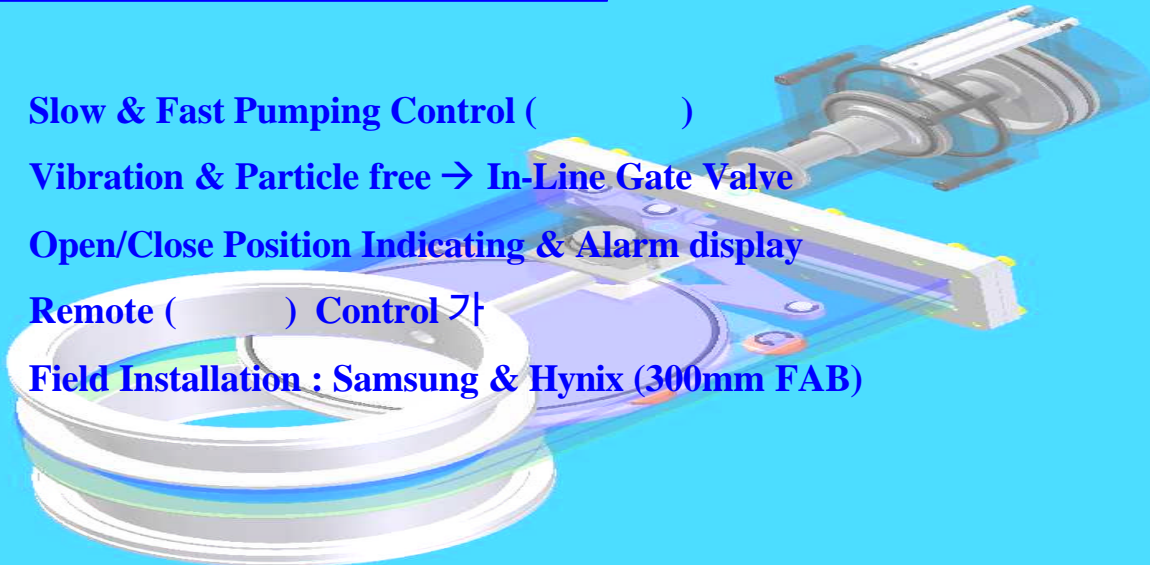 Slow & Fast Pumping Control (          )
Vibration & Particle free → In-Line Gate Valve
Open/Close Position Indicating & Alarm display
Remote (          ) Control 가
Field Installation : Samsung & Hynix (300mm FAB)